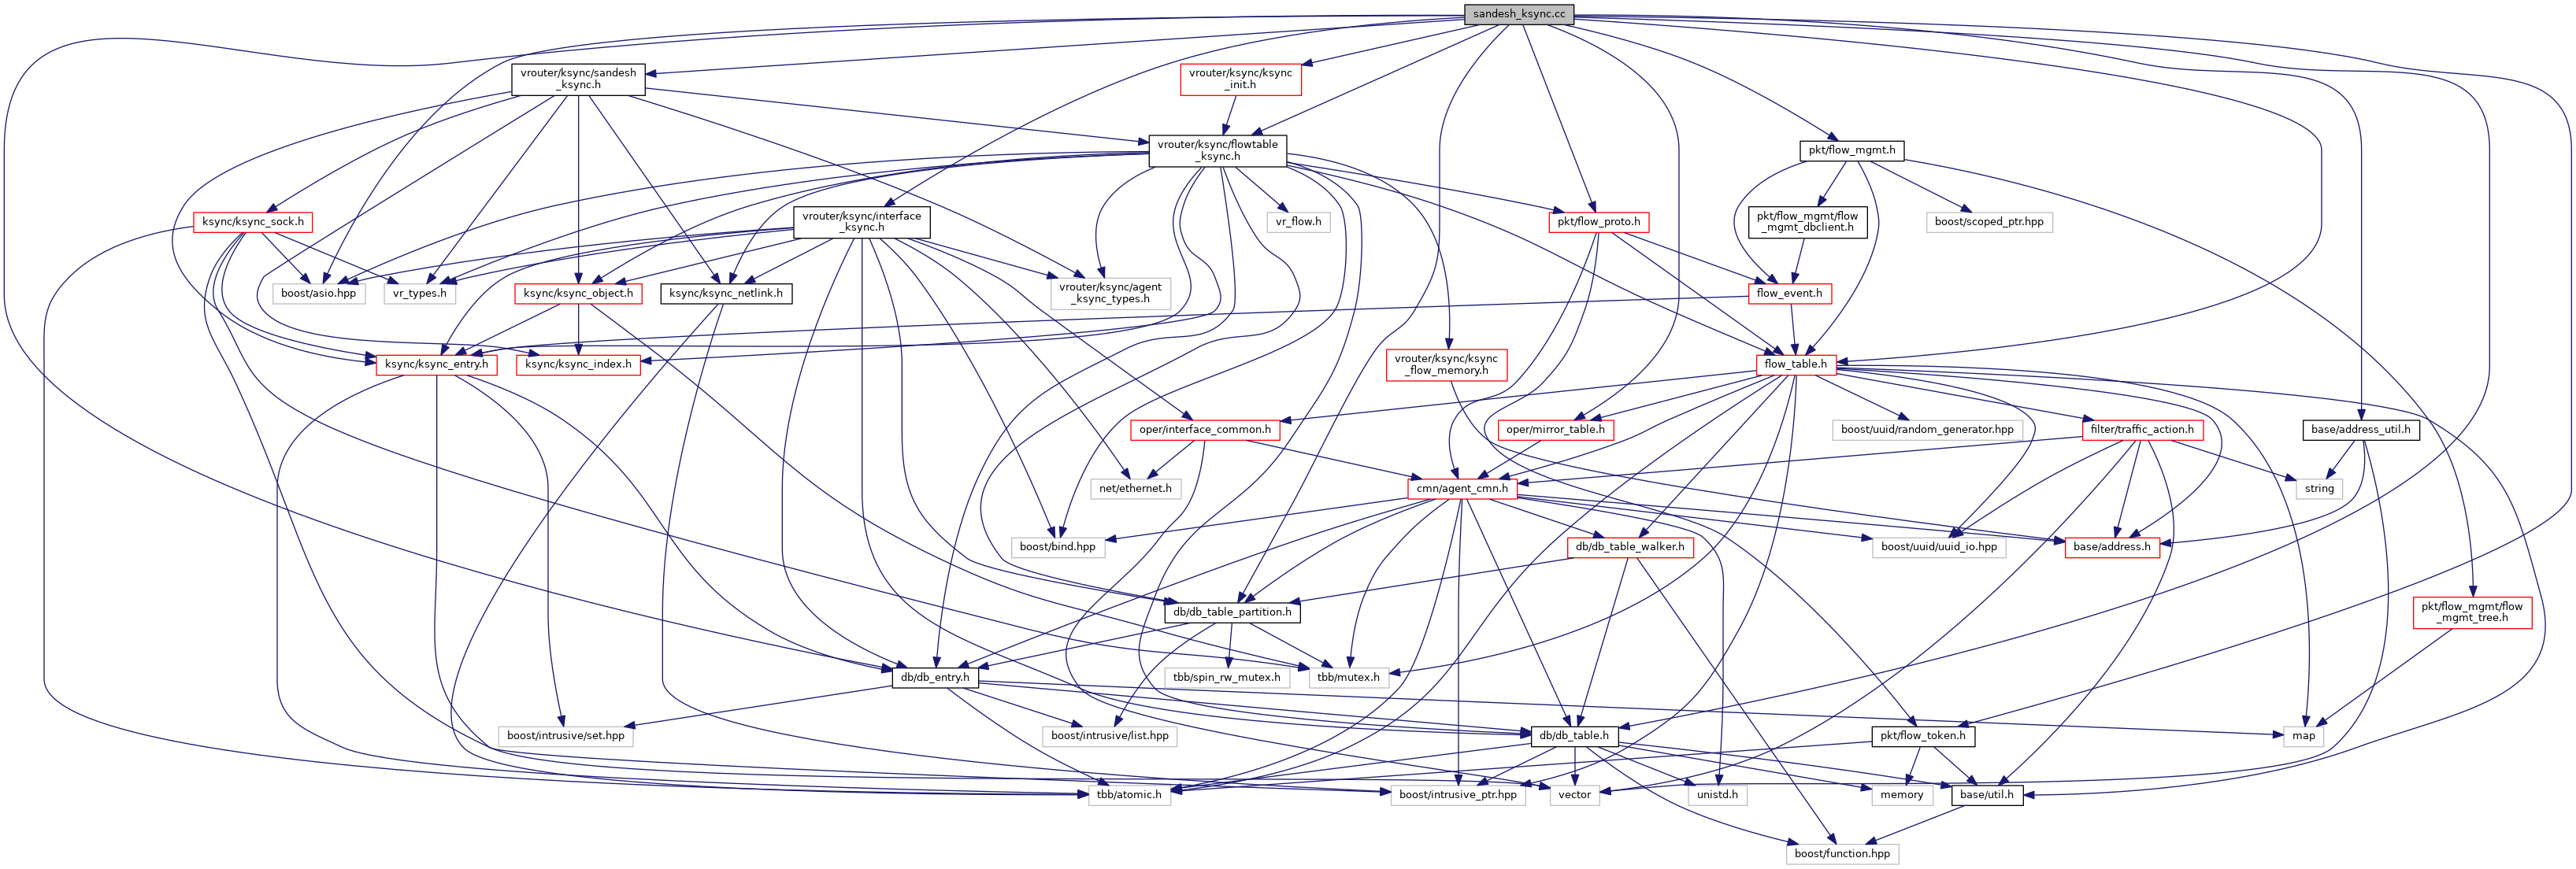 sandesh_ksync.cc
vrouter/ksync/sandesh
_ksync.h
vrouter/ksync/ksync
_init.h
vrouter/ksync/flowtable
_ksync.h
pkt/flow_mgmt.h
ksync/ksync_sock.h
vrouter/ksync/interface
_ksync.h
vr_flow.h
pkt/flow_proto.h
pkt/flow_mgmt/flow
_mgmt_dbclient.h
boost/scoped_ptr.hpp
boost/asio.hpp
vr_types.h
ksync/ksync_object.h
ksync/ksync_netlink.h
vrouter/ksync/agent
_ksync_types.h
flow_event.h
ksync/ksync_entry.h
ksync/ksync_index.h
vrouter/ksync/ksync
_flow_memory.h
flow_table.h
oper/interface_common.h
oper/mirror_table.h
boost/uuid/random_generator.hpp
filter/traffic_action.h
base/address_util.h
net/ethernet.h
cmn/agent_cmn.h
string
boost/bind.hpp
db/db_table_walker.h
boost/uuid/uuid_io.hpp
base/address.h
db/db_table_partition.h
pkt/flow_mgmt/flow
_mgmt_tree.h
db/db_entry.h
tbb/spin_rw_mutex.h
tbb/mutex.h
boost/intrusive/set.hpp
boost/intrusive/list.hpp
db/db_table.h
pkt/flow_token.h
map
tbb/atomic.h
boost/intrusive_ptr.hpp
vector
unistd.h
memory
base/util.h
boost/function.hpp